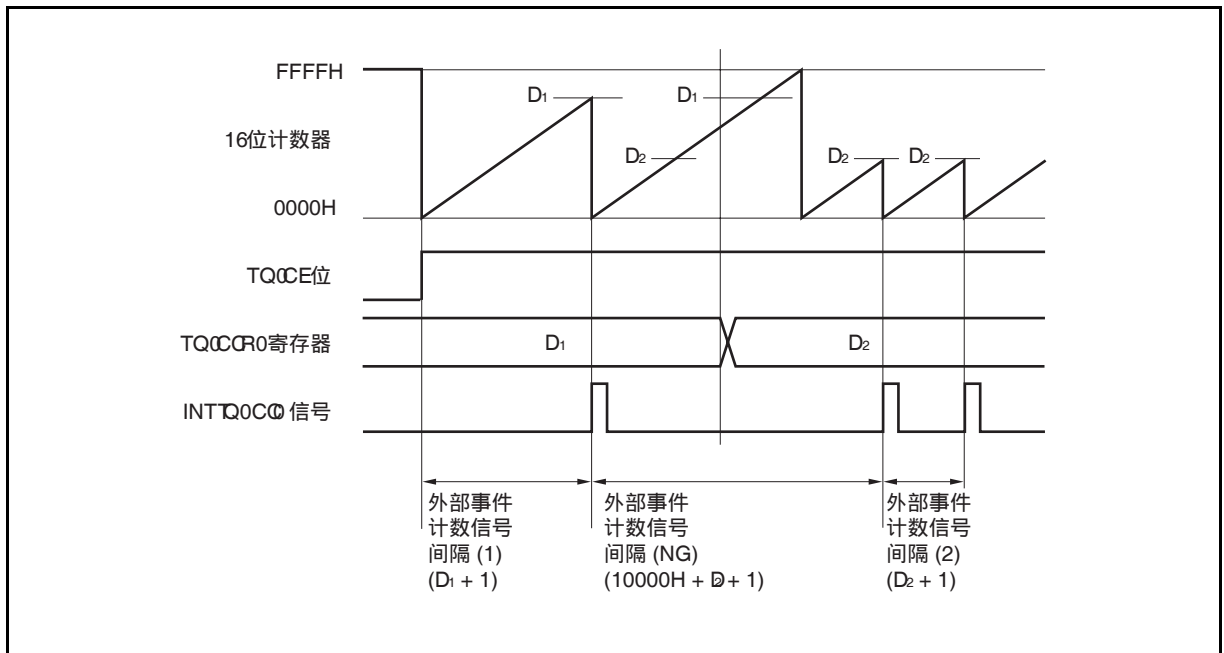 FFFFH
D1
D1
16位计数器
D2
D2
D2
0000H
TQ0CE位
TQ0CCR0寄存器
D1
D2
INTTQ0CC0 信号
外部事件
计数信号
间隔 (1)
(D1 + 1)
外部事件
计数信号
间隔 (NG)
(10000H + D2 + 1)
外部事件
计数信号
间隔 (2)
(D2 + 1)